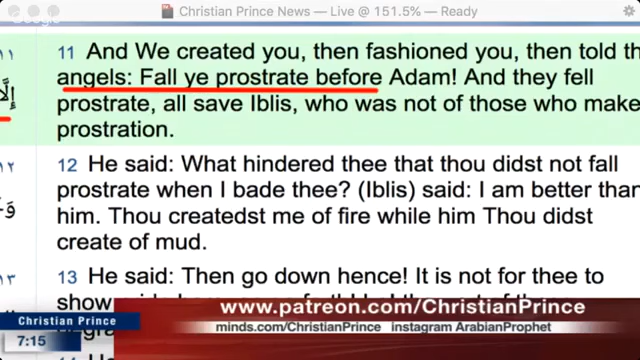 Christian Prince News — Live @ 151.5% — Ready
11 And We created you, then fashioned you, then told the
angels: Fall ye prostrate before Adam! And they fell
prostrate, all save Iblis, who was not of those who make
prostration.
١٢
12 He said: What hindered thee that thou didst not fall
prostrate when I bade thee? (Iblis) said: I am better than
him. Thou createdst me of fire while him Thou didst
create of mud.
١٣
13 He said: Then go down hence! It is not for thee to
www.patreon.com/ChristianPrince
Christian Prince
minds.com/ChristianPrince instagram ArabianProphet
7:15